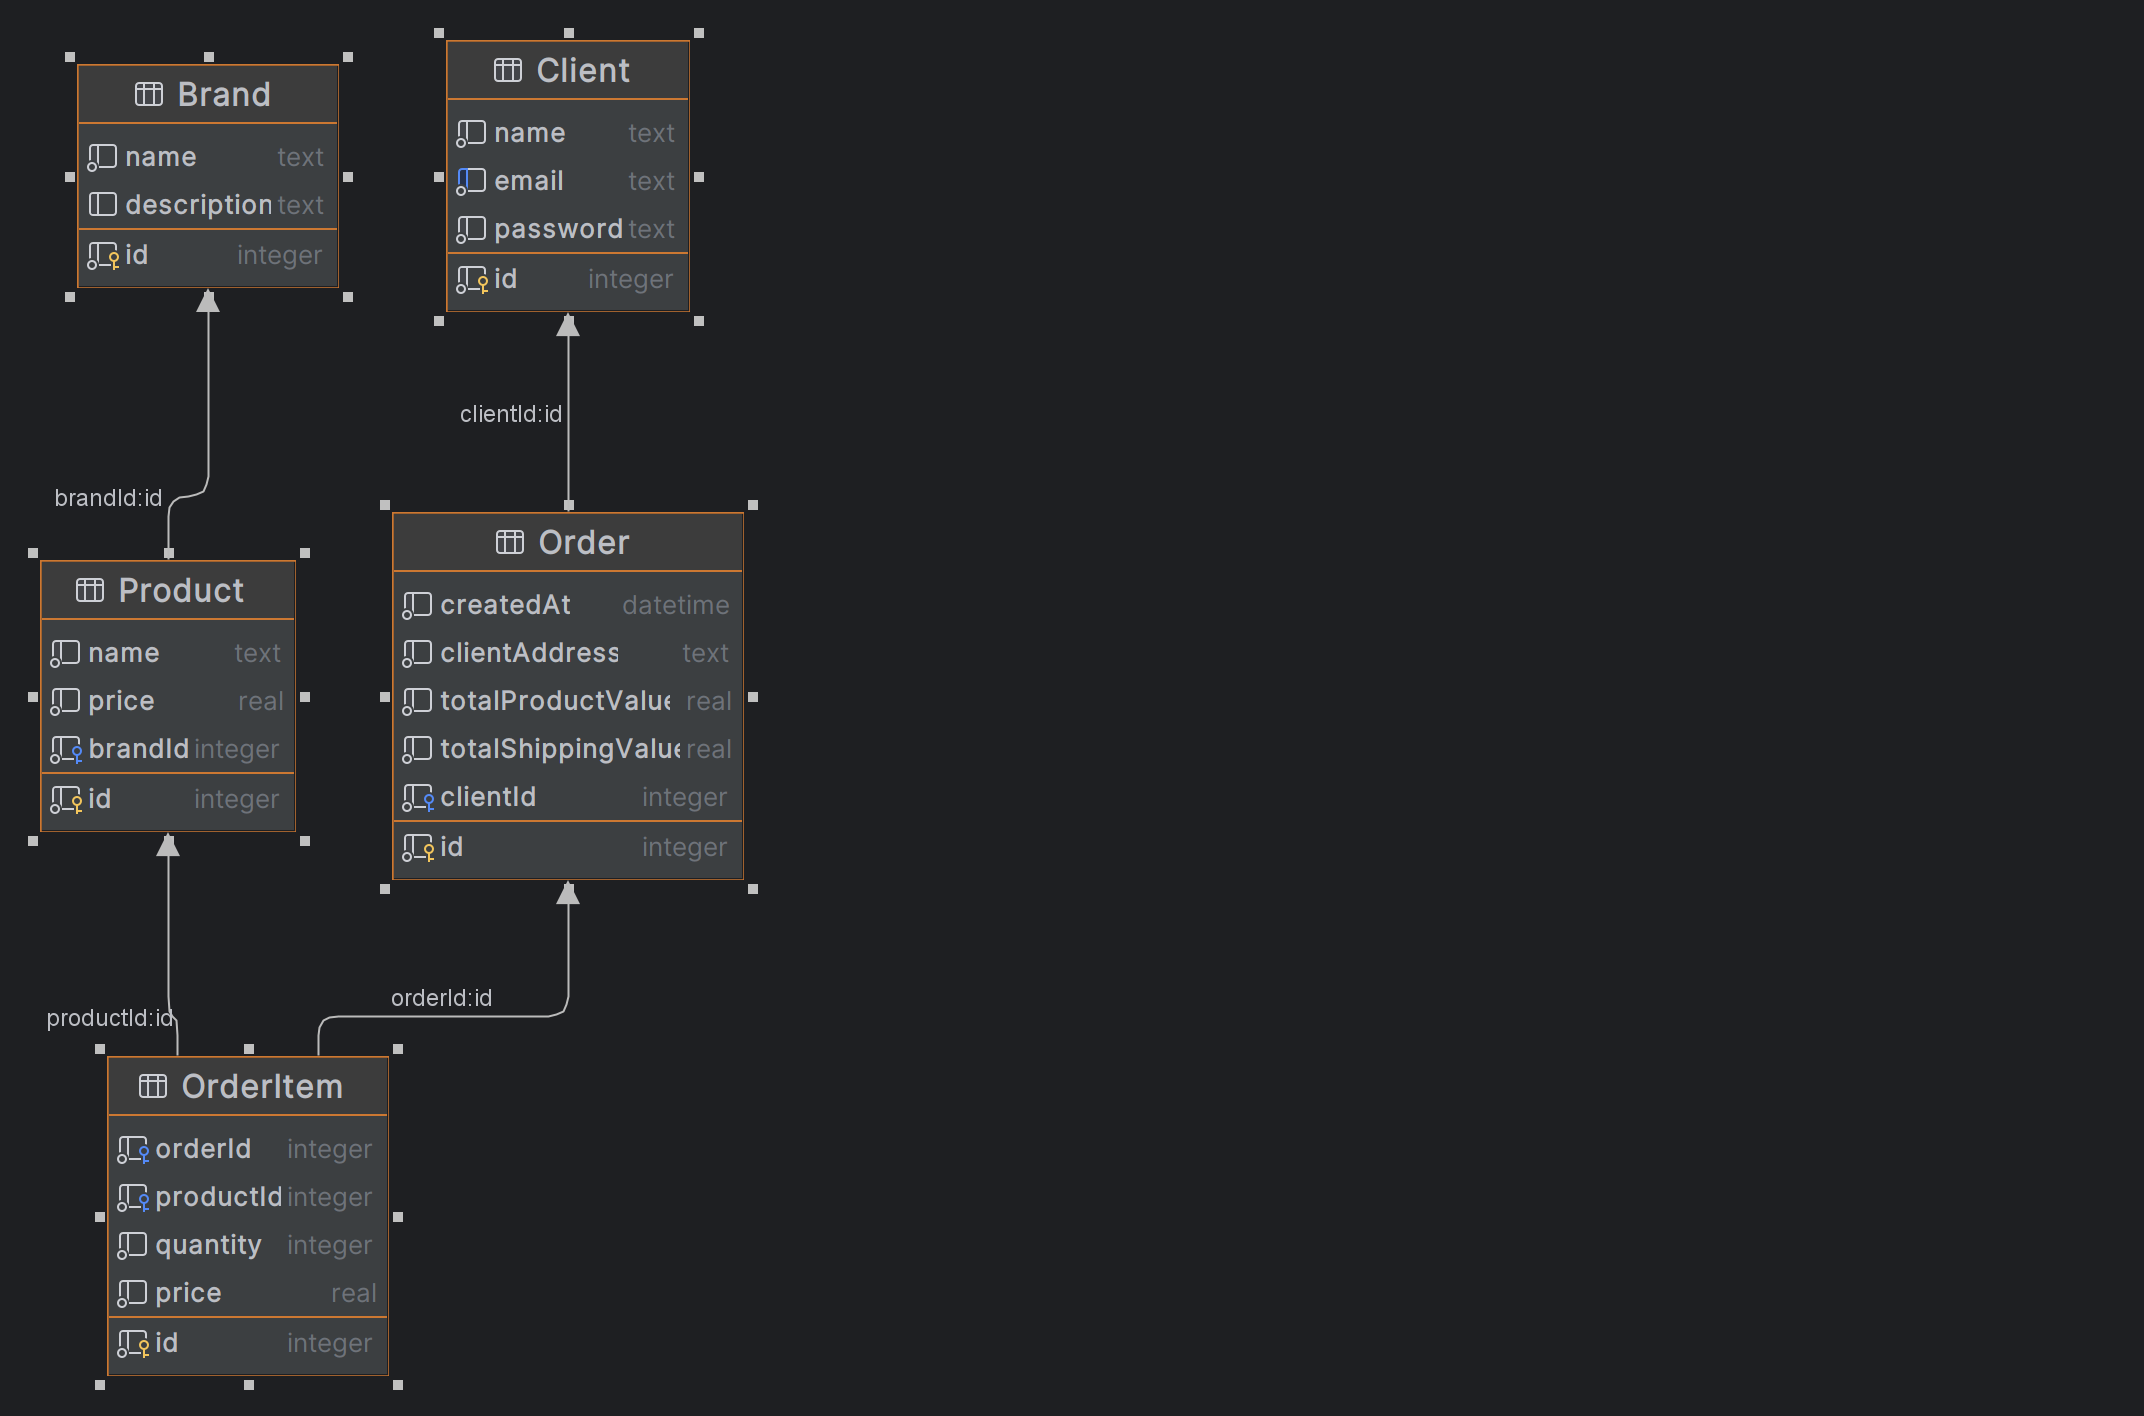 Brand
name text
description text
id integer
Client
name text
email text
password text
id integer
clientId:id
brandId:id
Product
name text
price real
brandId integer
id integer
Order
createdAt datetime
clientAddress text
totalProductValue real
totalShippingValue real
clientId integer
id integer
productId:id
orderId:id
OrderItem
orderId integer
productId integer
quantity integer
price real
id integer